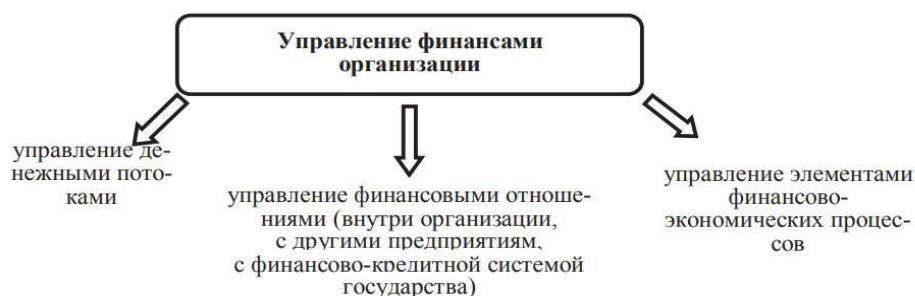 Управление финансами
организации
управление де-
нежными пото-
ками
управление финансовыми отноше-
ниями (внутри организации,
с другими предприятиям,
с финансово-кредитной системой
государства)
управление элементами
финансово-
экономических процес-
сов